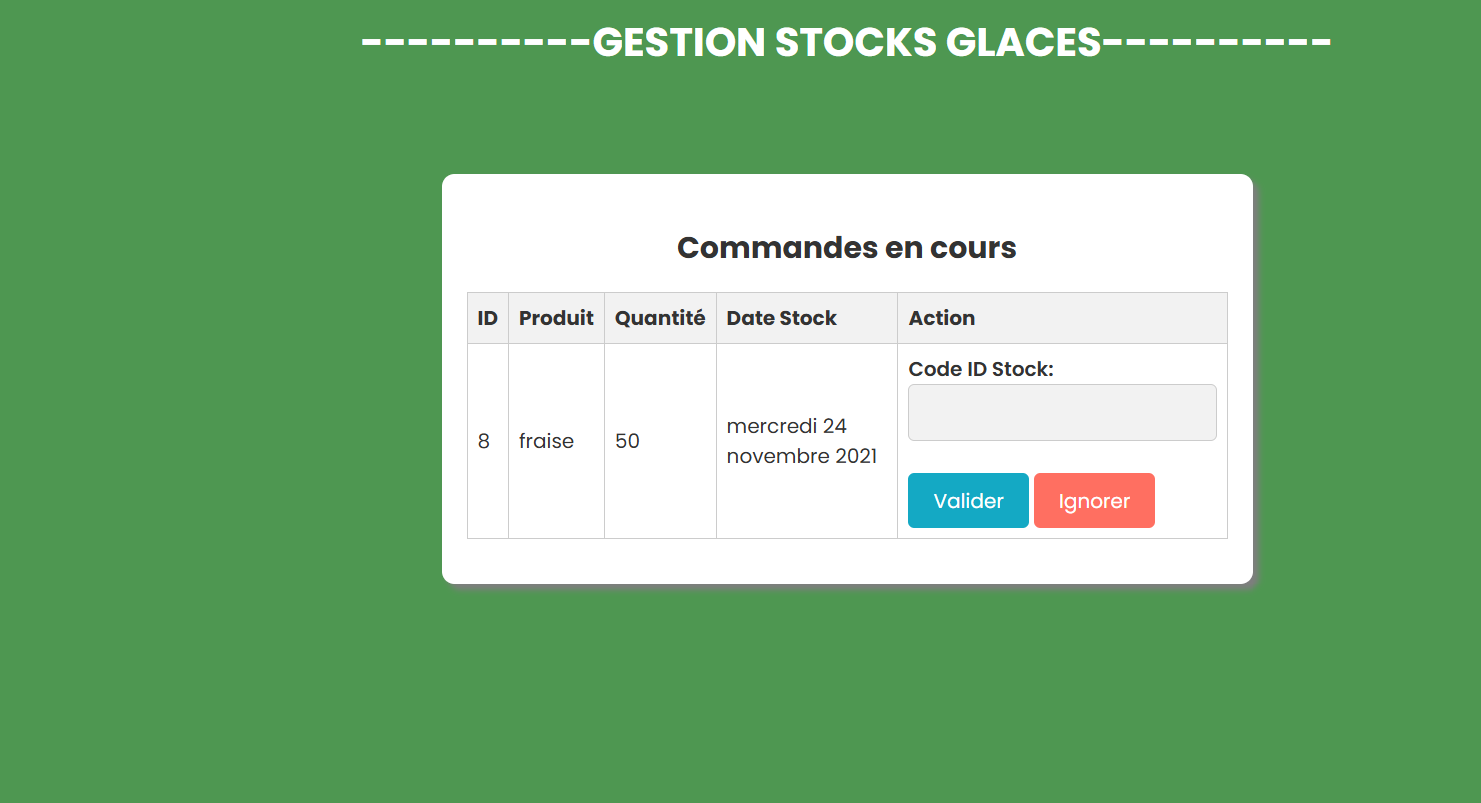 ----------GESTION STOCKS GLACES----------
Commandes en cours
ID Produit Quantité Date Stock Action
Code ID Stock:
8 fraise 50 mercredi 24
novembre 2021
Valider Ignorer